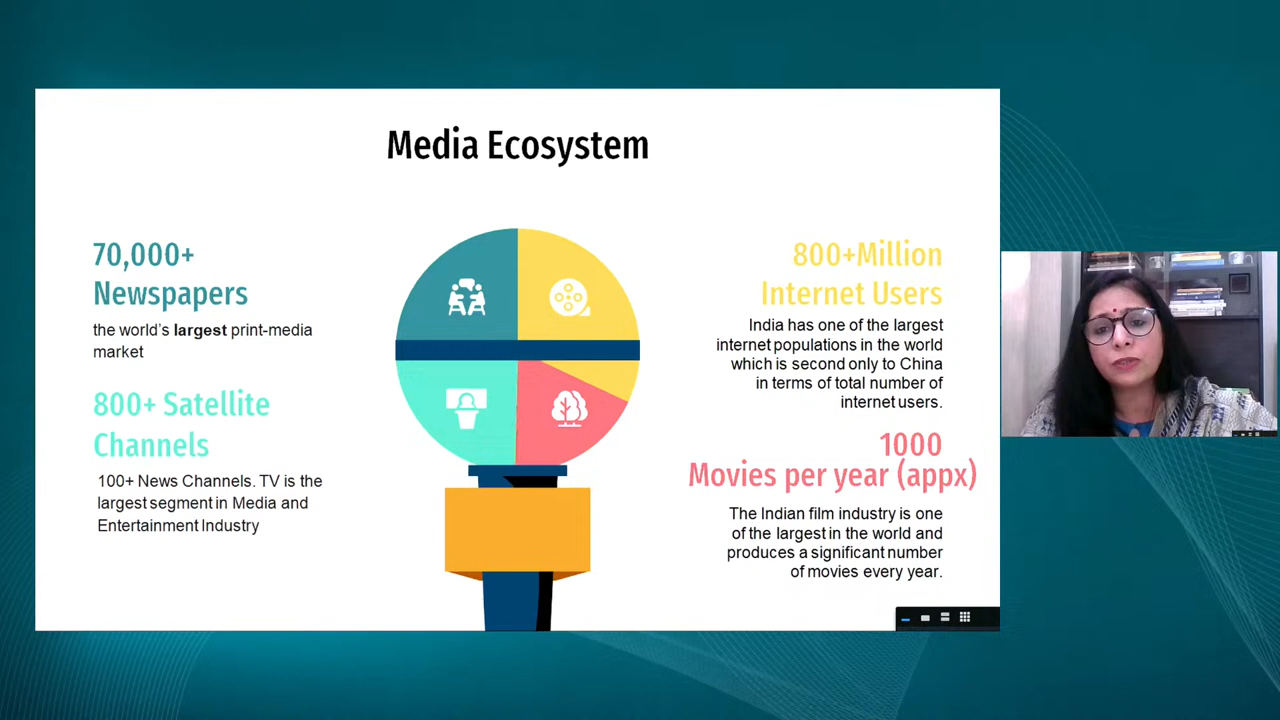 Media Ecosystem
70,000+
Newspapers
the world's largest print-media
market
800+ Satellite
Channels
100+ News Channels. TV is the
largest segment in Media and
Entertainment Industry
800+Million
Internet Users
India has one of the largest
internet populations in the world
which is second only to China
in terms of total number of
internet users.
1000
Movies per year (appx)
The Indian film industry is one
of the largest in the world and
produces a significant number
of movies every year.